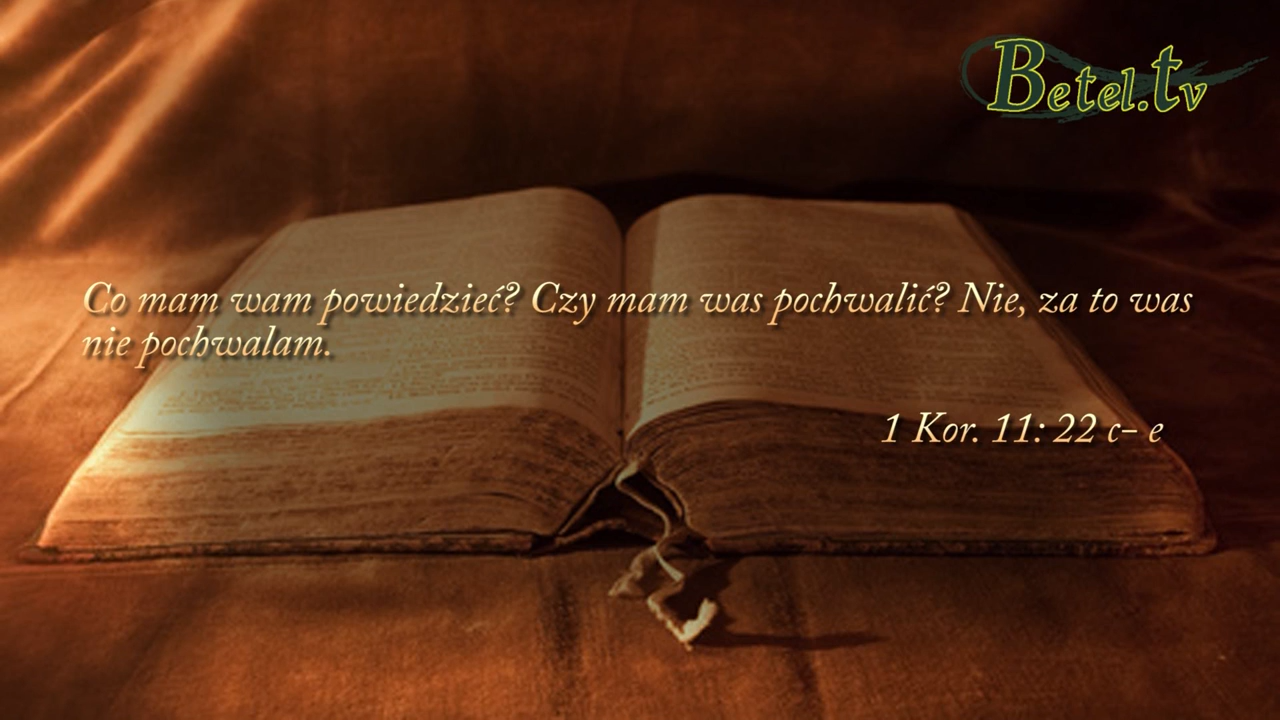 Betel.tv
Co mam wam powiedzieć? Czy mam was pochwalić? Nie, za to was
nie pochwalam.
1 Kor. 11: 22 c- e